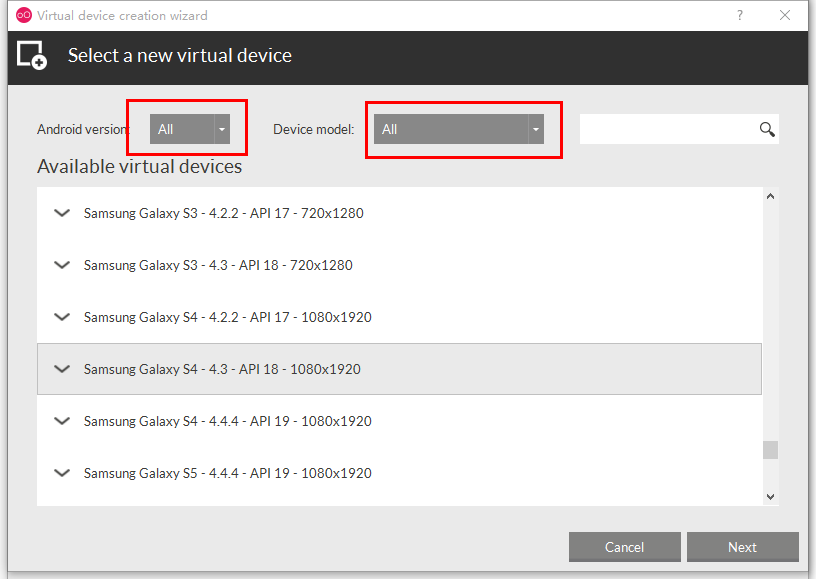 Virtual device creation wizard
Select a new virtual device
Android version: All Device model: All
Available virtual devices
Samsung Galaxy S3 - 4.2.2 - API 17 - 720x1280
Samsung Galaxy S3 - 4.3 - API 18 - 720x1280
Samsung Galaxy S4 - 4.2.2 - API 17 - 1080x1920
Samsung Galaxy S4 - 4.3 - API 18 - 1080x1920
Samsung Galaxy S4 - 4.4.4 - API 19 - 1080x1920
Samsung Galaxy S5 - 4.4.4 - API 19 - 1080x1920
Cancel Next